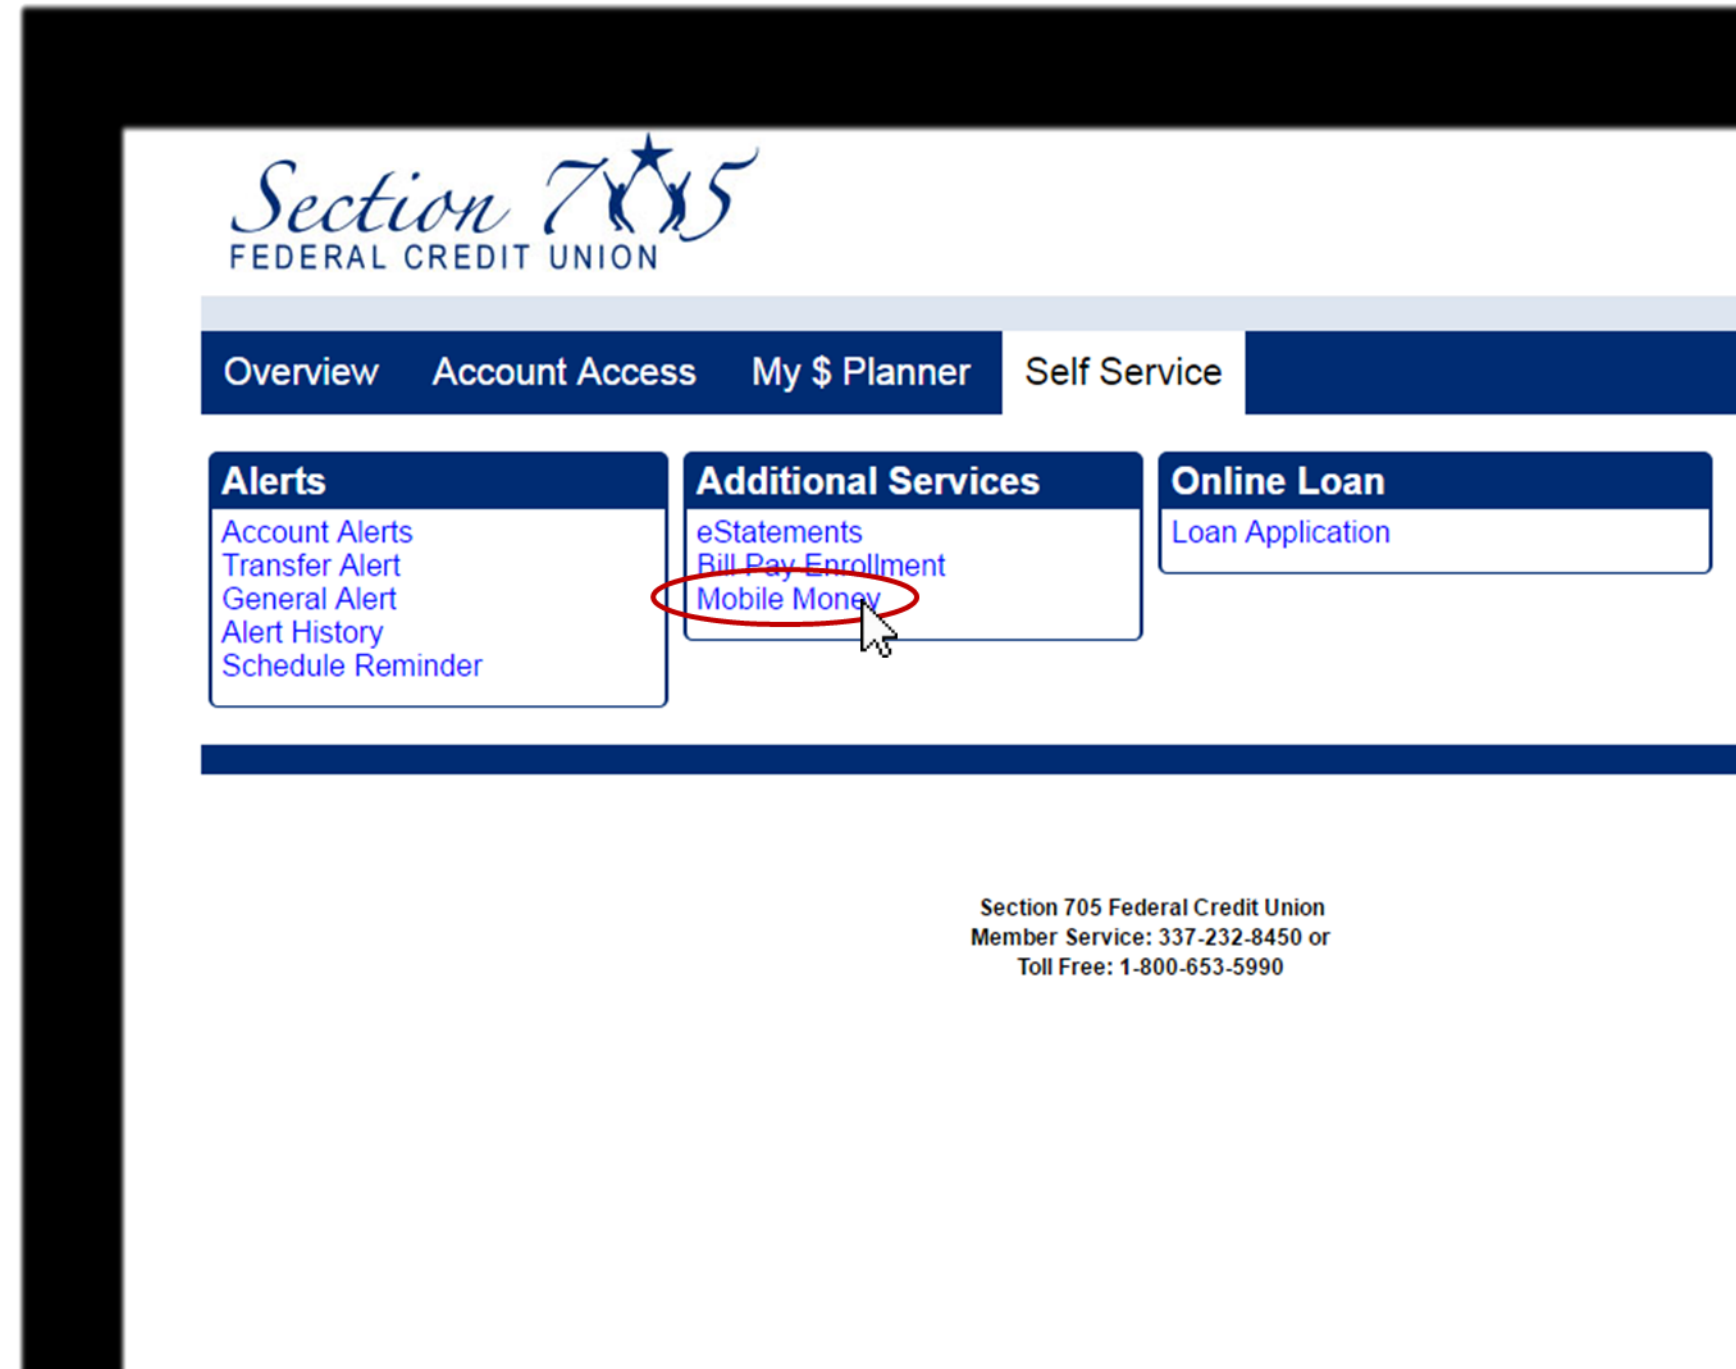 Section 705
FEDERAL CREDIT UNION
Overview Account Access My $ Planner Self Service
Alerts
Account Alerts
Transfer Alert
General Alert
Alert History
Schedule Reminder
Additional Services
eStatements
Bill Pay Enrollment
Mobile Money
Online Loan
Loan Application
Section 705 Federal Credit Union
Member Service: 337-232-8450 or
Toll Free: 1-800-653-5990